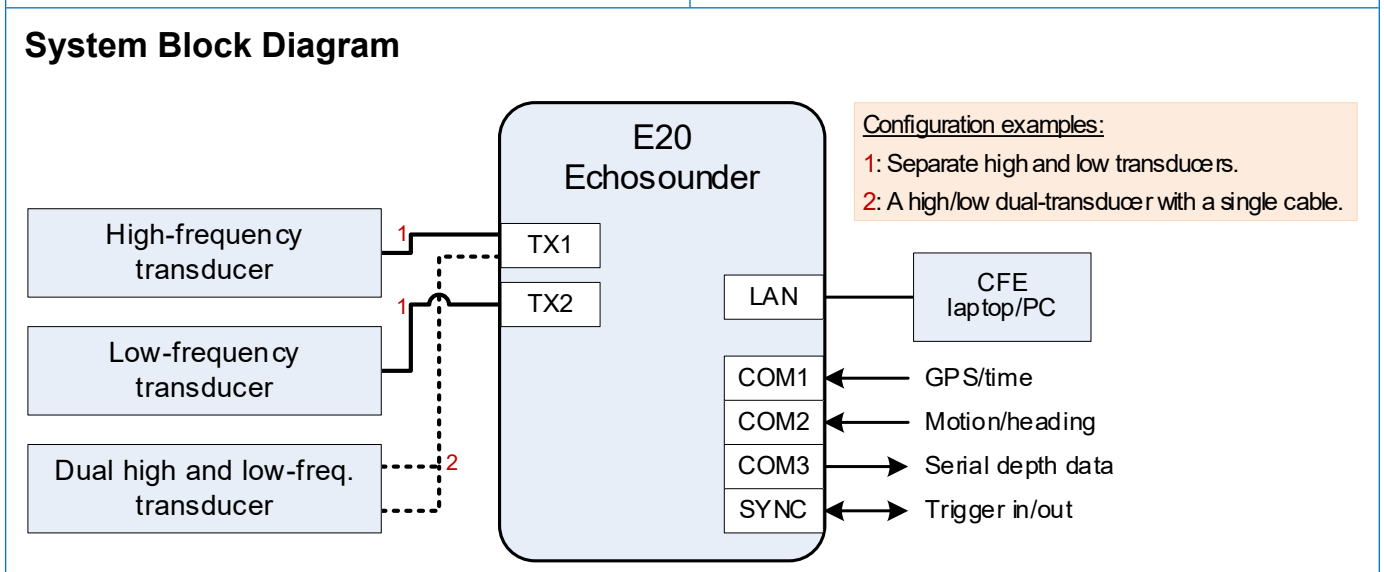 System Block Diagram
E20
Echosounder
Configuration examples:
1: Separate high and low transducers.
2: A high/low dual-transducer with a single cable.
High-frequency
transducer
1
TX1
TX2
1
Low-frequency
transducer
Dual high and low-freq.
transducer
2
LAN
CFE
laptop/PC
COM1
GPS/time
COM2
Motion/heading
COM3
Serial depth data
SYNC
Trigger in/out